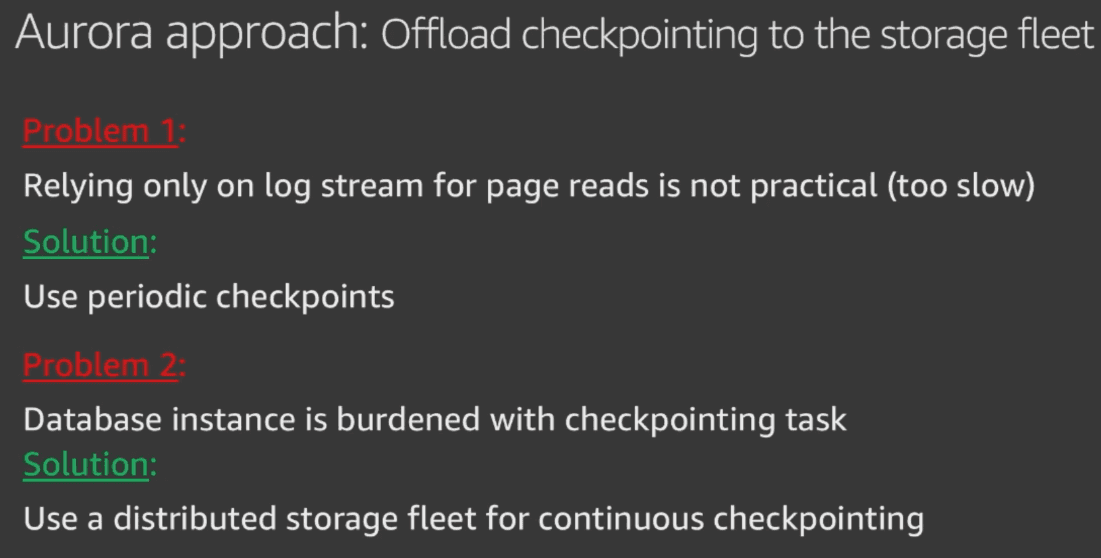 Aurora approach: Offload checkpointing to the storage fleet
Problem 1:
Relying only on log stream for page reads is not practical (too slow)
Solution:
Use periodic checkpoints
Problem 2:
Database instance is burdened with checkpointing task
Solution:
Use a distributed storage fleet for continuous checkpointing